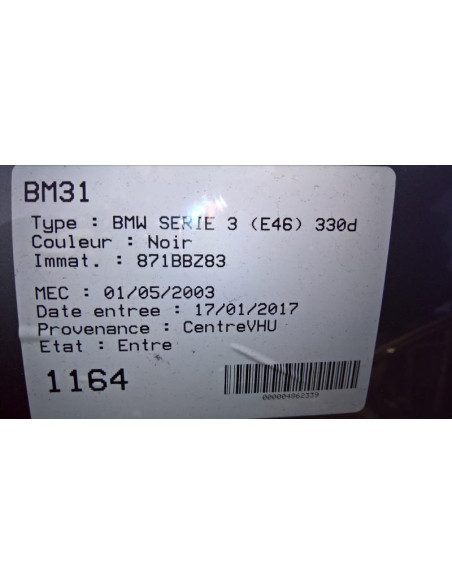 BM31
Type : BMW SERIE 3 (E46) 330d
Couleur : Noir
Immat. : 871BBZ83
MEC : 01/05/2003
Date entree : 17/01/2017
Provenance : CentreVHU
Etat : Entre
1164
000004862339